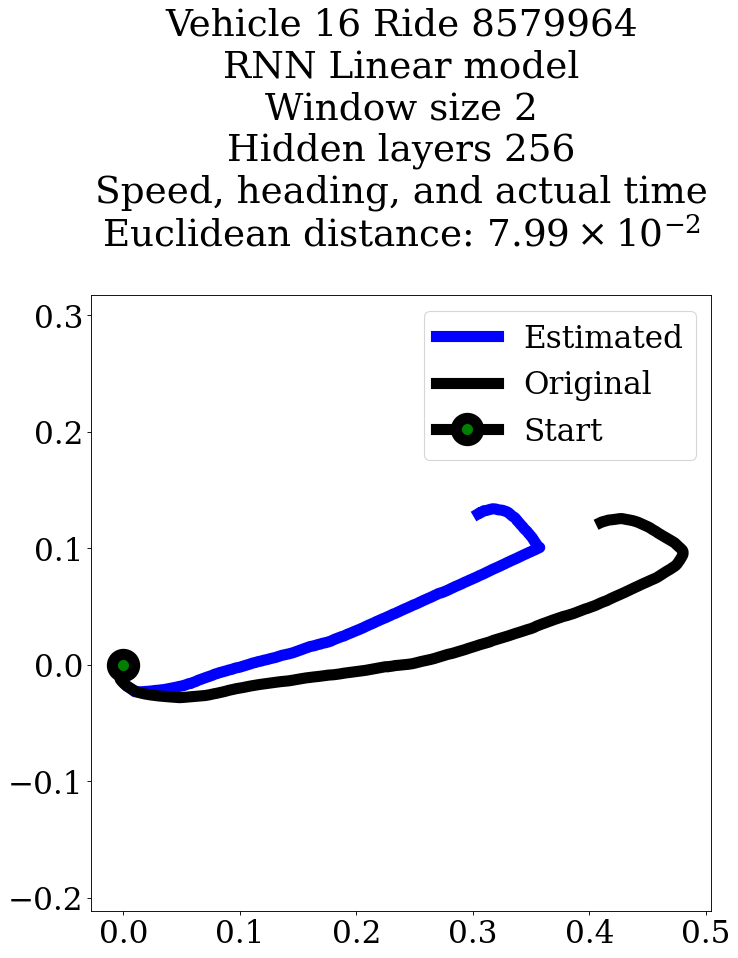 Vehicle 16 Ride 8579964
RNN Linear model
Window size 2
Hidden layers 256
Speed, heading, and actual time
Euclidean distance: 7.99 × 10⁻²
Estimated
Original
Start
0.3
0.2
0.1
0.0
−0.1
−0.2
0.0 0.1 0.2 0.3 0.4 0.5